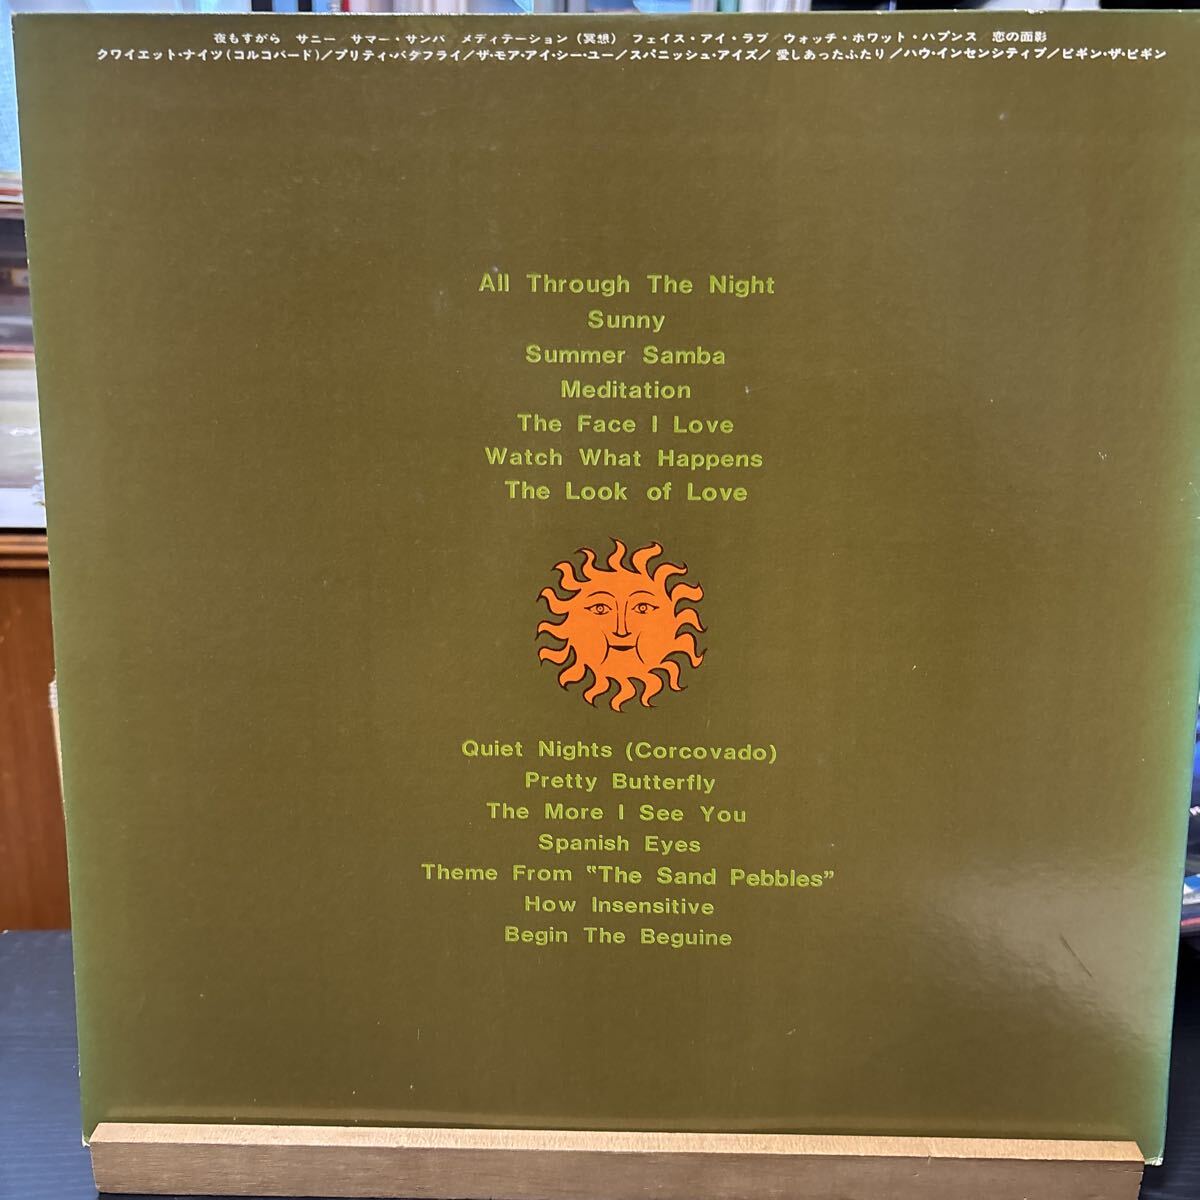 夜もすがら サニー サマー・サンバ メディテーション(冥想) フェイス・アイ・ラブ ウォッチ・ホワット・ハプンス 恋の面影
クワイエット・ナイツ(コルコバード)/プリティ・バタフライ/ザ・モア・アイ・シー・ユー/スパニッシュ・アイズ/愛しあったふたり/ハウ・インセンシティブ/ビギン・ザ・ビギン
All Through The Night
Sunny
Summer Samba
Meditation
The Face I Love
Watch What Happens
The Look of Love
Quiet Nights (Corcovado)
Pretty Butterfly
The More I See You
Spanish Eyes
Theme From "The Sand Pebbles"
How Insensitive
Begin The Beguine